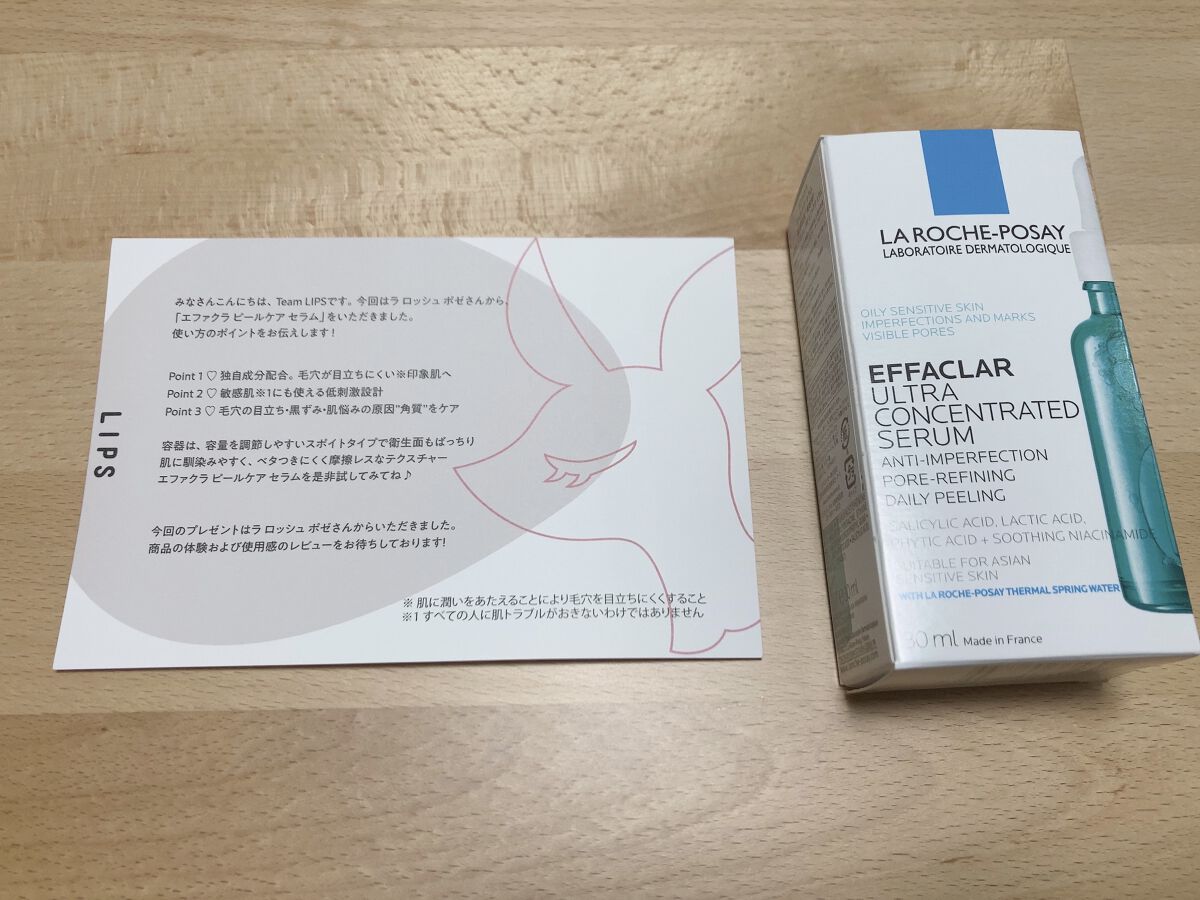 みなさんこんにちは、Team LIPSです。今回はラ ロッシュ ポゼさんから、
「エファクラ ピールケア セラム」をいただきました。
使い方のポイントをお伝えします！
Point 1 ♡ 独自成分配合。毛穴が目立ちにくい※印象肌へ
Point 2 ♡ 敏感肌※1にも使える低刺激設計
Point 3 ♡ 毛穴の目立ち・黒ずみ・肌悩みの原因"角質"をケア
容器は、容量を調節しやすいスポイトタイプで衛生面もばっちり
肌に馴染みやすく、ベタつきにくく摩擦レスなテクスチャー
エファクラ ピールケア セラムを是非試してみてね♪
今回のプレゼントはラ ロッシュ ポゼさんからいただきました。
商品の体験および使用感のレビューをお待ちしております!
※ 肌に潤いをあたえることにより毛穴を目立ちにくくすること
※1 すべての人に肌トラブルがおきないわけではありません
LIPS
LA ROCHE-POSAY
LABORATOIRE DERMATOLOGIQUE
OILY SENSITIVE SKIN
IMPERFECTIONS AND MARKS
VISIBLE PORES
EFFACLAR
ULTRA
CONCENTRATED
SERUM
ANTI-IMPERFECTION
PORE-REFINING
DAILY PEELING
SALICYLIC ACID, LACTIC ACID,
PHYTIC ACID + SOOTHING NIACINAMIDE
SUITABLE FOR ASIAN
SENSITIVE SKIN
WITH LA ROCHE-POSAY THERMAL SPRING WATER
30 ml Made in France